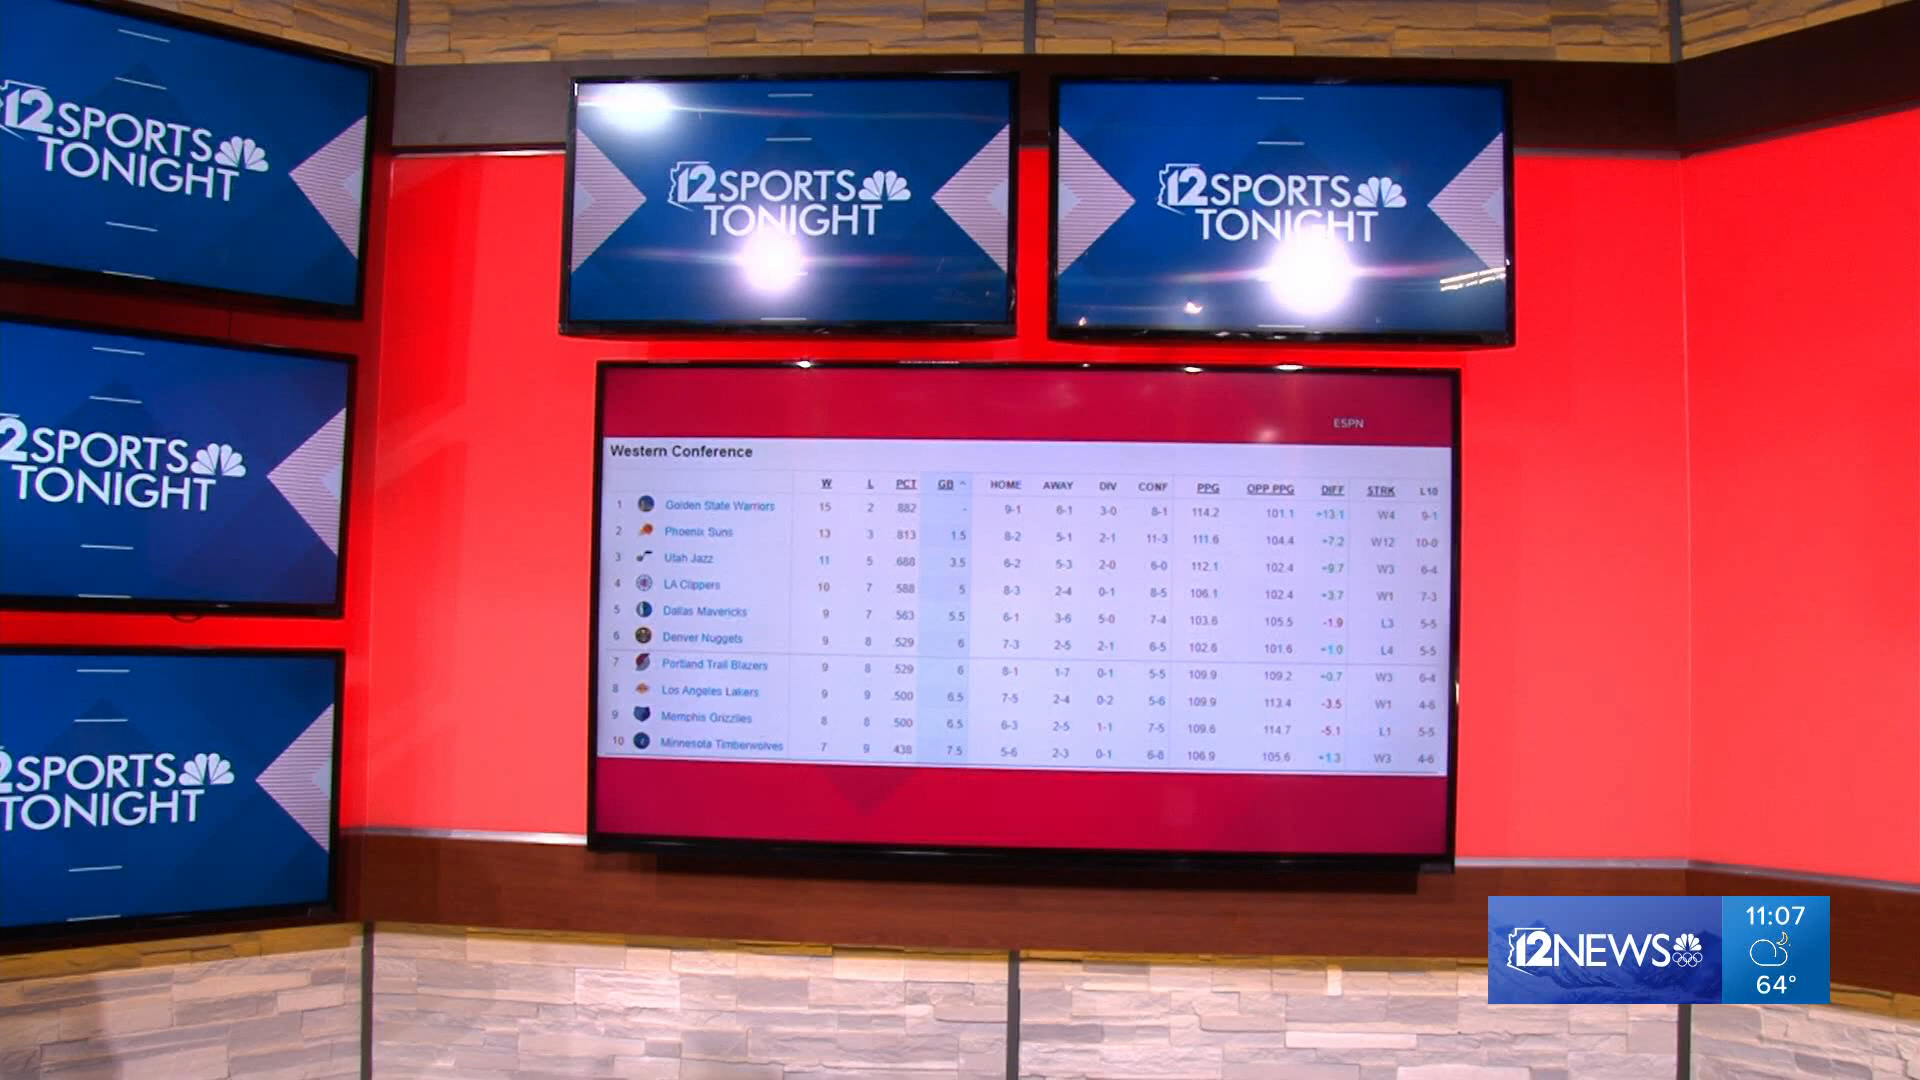 12 SPORTS
TONIGHT
12 SPORTS
TONIGHT
12 SPORTS
TONIGHT
2 SPORTS
TONIGHT
2 SPORTS
TONIGHT
ESPN
Western Conference
W L PCT GB HOME AWAY DIV CONF PPG OPP PPG DIFF STRK L10
1 Golden State Warriors 15 2 .882 - 9-1 6-1 3-0 8-1 114.2 101.1 +13.1 W4 9-1
2 Phoenix Suns 13 3 .813 1.5 8-2 5-1 2-1 11-3 111.6 104.4 +7.2 W12 10-0
3 Utah Jazz 11 5 .688 3.5 6-2 5-3 2-0 6-0 112.1 102.4 +9.7 W3 6-4
4 LA Clippers 10 7 .588 5 8-3 2-4 0-1 8-5 106.1 102.4 +3.7 W1 7-3
5 Dallas Mavericks 9 7 .563 5.5 6-1 3-6 5-0 7-4 103.6 105.5 -1.9 L3 5-5
6 Denver Nuggets 9 8 .529 6 7-3 2-5 2-1 6-5 102.6 101.6 +1.0 L4 5-5
7 Portland Trail Blazers 9 8 .529 6 8-1 1-7 0-1 5-5 109.9 109.2 +0.7 W3 6-4
8 Los Angeles Lakers 9 9 .500 6.5 7-5 2-4 0-2 5-6 109.9 113.4 -3.5 W1 4-6
9 Memphis Grizzlies 8 8 .500 6.5 6-3 2-5 1-1 7-5 109.6 114.7 -5.1 L1 5-5
10 Minnesota Timberwolves 7 9 .438 7.5 5-6 2-3 0-1 6-6 106.9 105.6 +1.3 W3 4-6
12 NEWS
11:07
64°